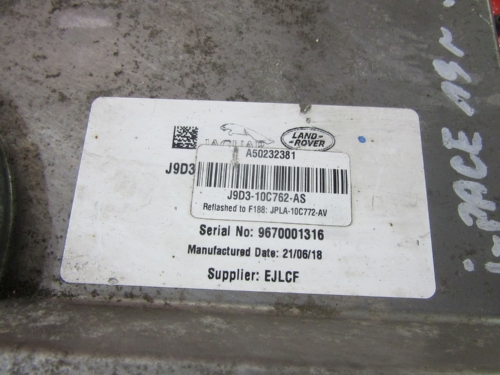 JAGUAR
LAND-
ROVER
A50232381
J9D3
J9D3-10C762-AS
Reflashed to F188: JPLA-10C772-AV
Serial No: 9670001316
Manufactured Date: 21/06/18
Supplier: EJLCF
PACE